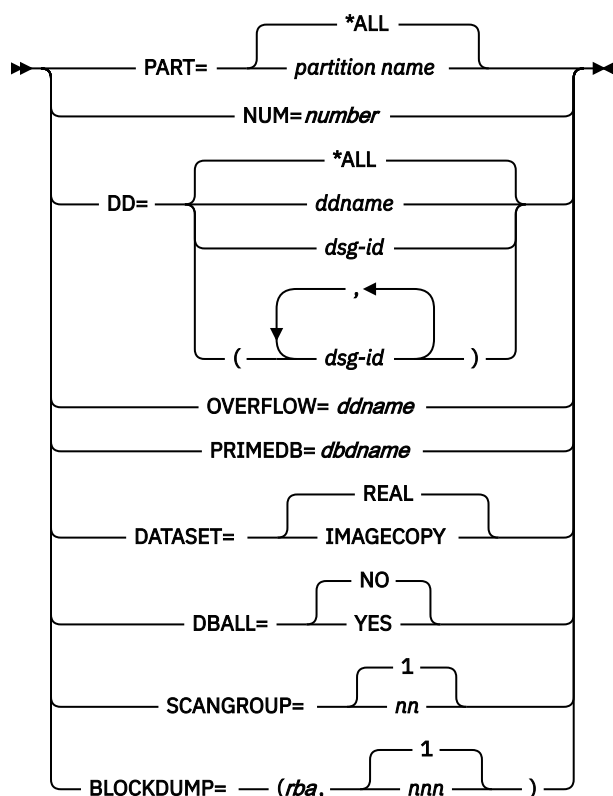 *ALL
PART= partition name
NUM=number
*ALL
DD= ddname
dsg-id
,
( dsg-id )
OVERFLOW= ddname
PRIMEDB= dbdname
REAL
DATASET= IMAGECOPY
NO
DBALL= YES
1
SCANGROUP= nn
1
BLOCKDUMP= (rba, nnn )